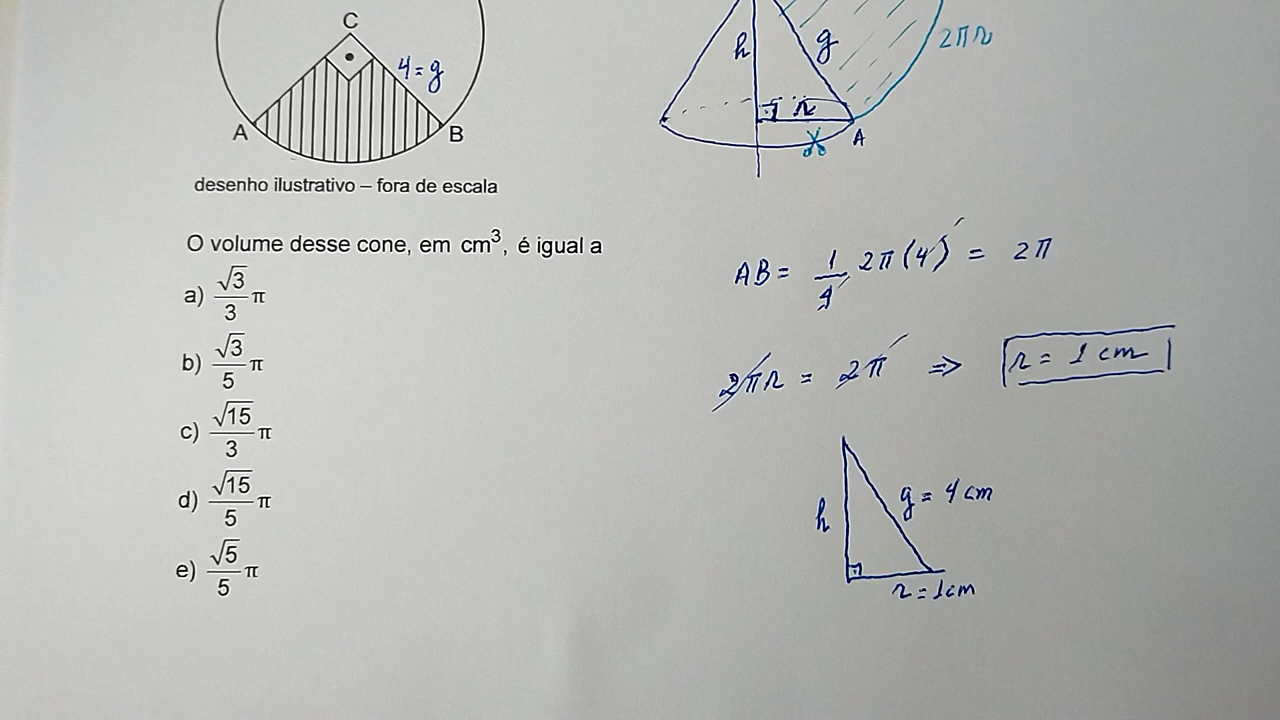 C
4 = g
A
B
desenho ilustrativo – fora de escala
O volume desse cone, em cm³, é igual a
a) √3/3 π
b) √3/5 π
c) √15/3 π
d) √15/5 π
e) √5/5 π
h
g
2πr
r
A
AB = 1/4 2π(4) = 2π
2πr = 2π ⇒ r = 1 cm
h
g = 4 cm
r = 1cm